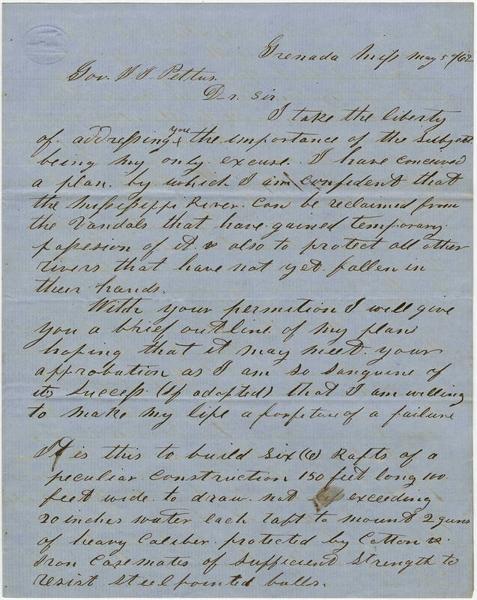 Grenada Miss May 5/62
Gov. J J Pettus
Dr. Sir.
I take the liberty
of addressing you the importance of the Subject
being my only excuse. I have conceived
a plan. by which I am confident that
the Mississippi River. Can be reclaimed from
the Vandals that have gained temporary
possession of it & also to protect all other
rivers that have not yet fallen in
their hands.
With your permition I will give
you a brief outline of my plan
hoping that it may meet your
approbation as I am so sanguine of
its Success (If adopted) that I am willing
to make my life a of a failure
It is this to build Six (6) Rafts of a
peculiar construction 150 feet long 100
feet wide. to draw. not exceeding
20 inches water each raft to mount 2 guns
of heavy Caliber. protected by Cotton &
Iron Casemates of Sufficient Strength to
resist Steel pointed balls.